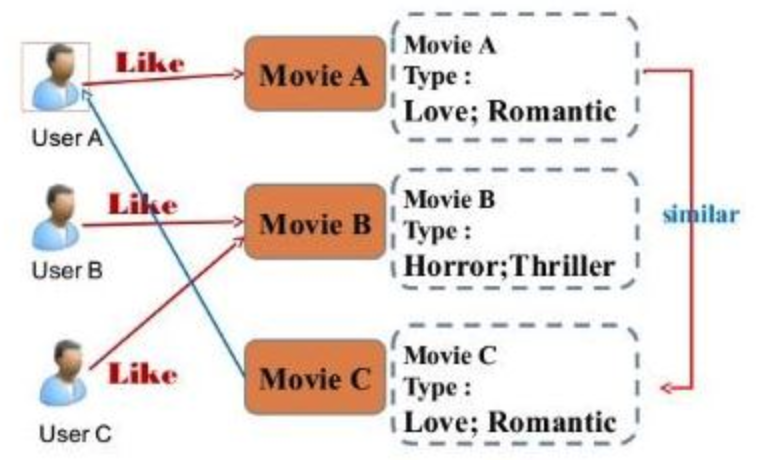 Like
User A
Movie A
Movie A
Type :
Love; Romantic
similar
Like
User B
Movie B
Movie B
Type :
Horror;Thriller
Like
User C
Movie C
Movie C
Type :
Love; Romantic